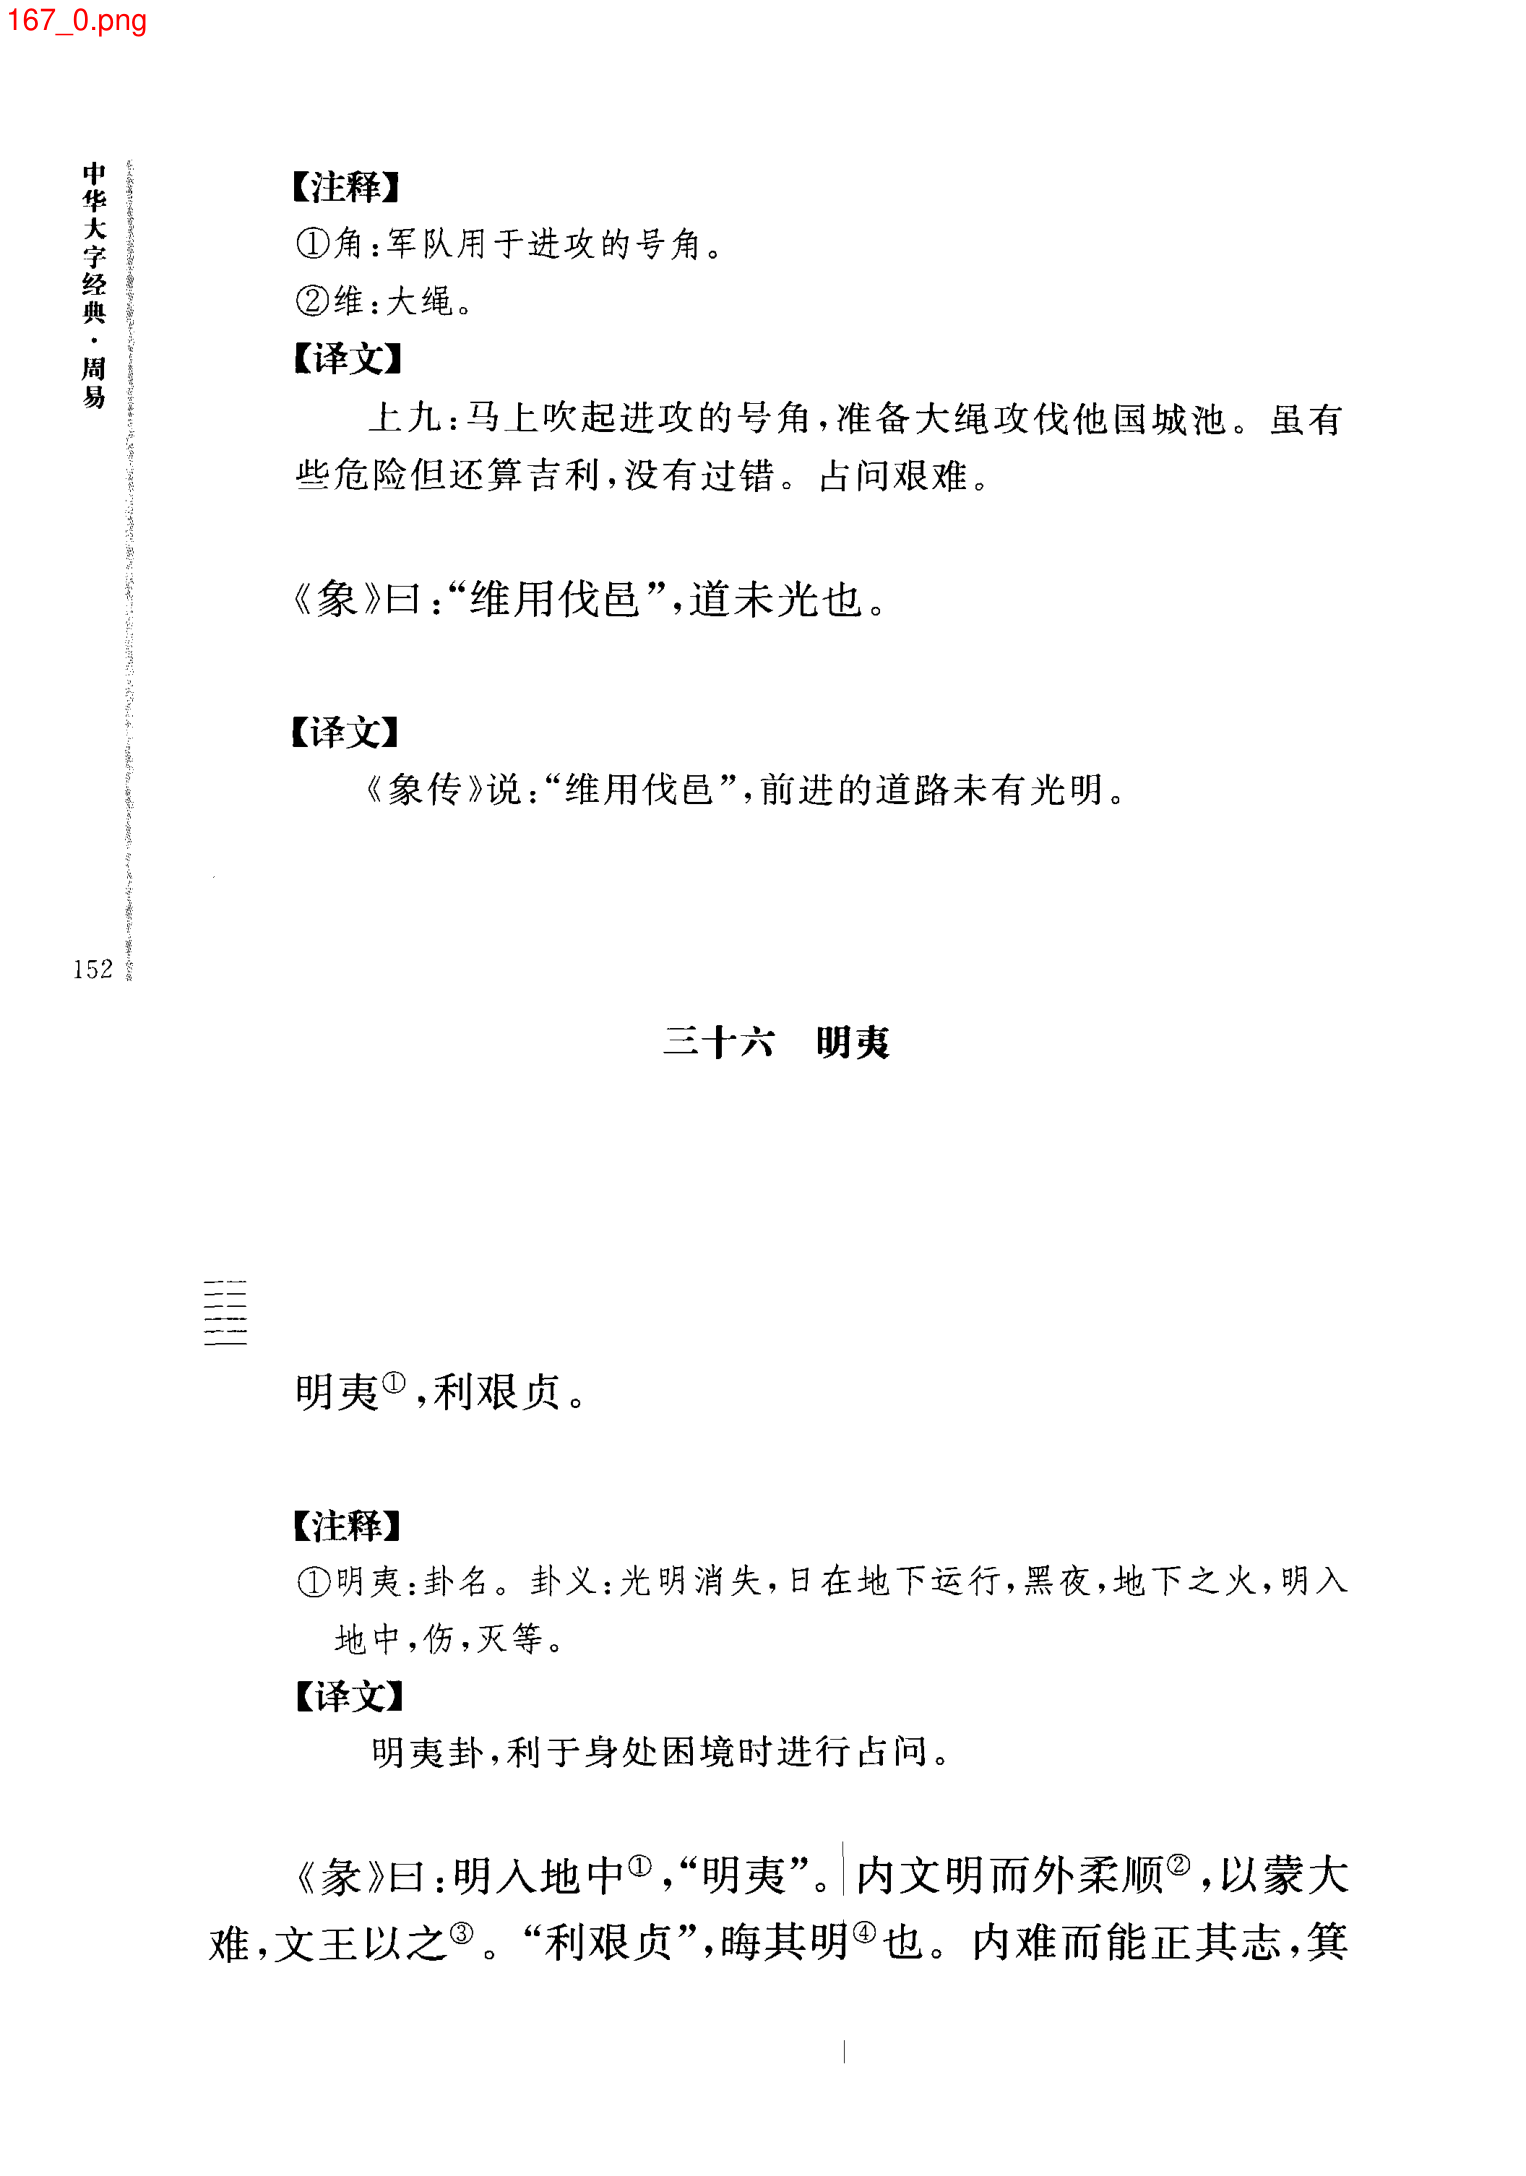 167_0.png
中华大字经典·周易
【注释】
①角：军队用于进攻的号角。
②维：大绳。
【译文】
上九：马上吹起进攻的号角，准备大绳攻伐他国城池。虽有
些危险但还算吉利，没有过错。占问艰难。
《象》曰：“维用伐邑”，道未光也。
【译文】
《象传》说：“维用伐邑”，前进的道路未有光明。
152
三十六　明夷
明夷①，利艰贞。
【注释】
①明夷：卦名。卦义：光明消失，日在地下运行，黑夜，地下之火，明入
地中，伤，灭等。
【译文】
明夷卦，利于身处困境时进行占问。
《彖》曰：明入地中①，“明夷”。内文明而外柔顺②，以蒙大
难，文王以之③。“利艰贞”，晦其明④也。内难而能正其志，箕